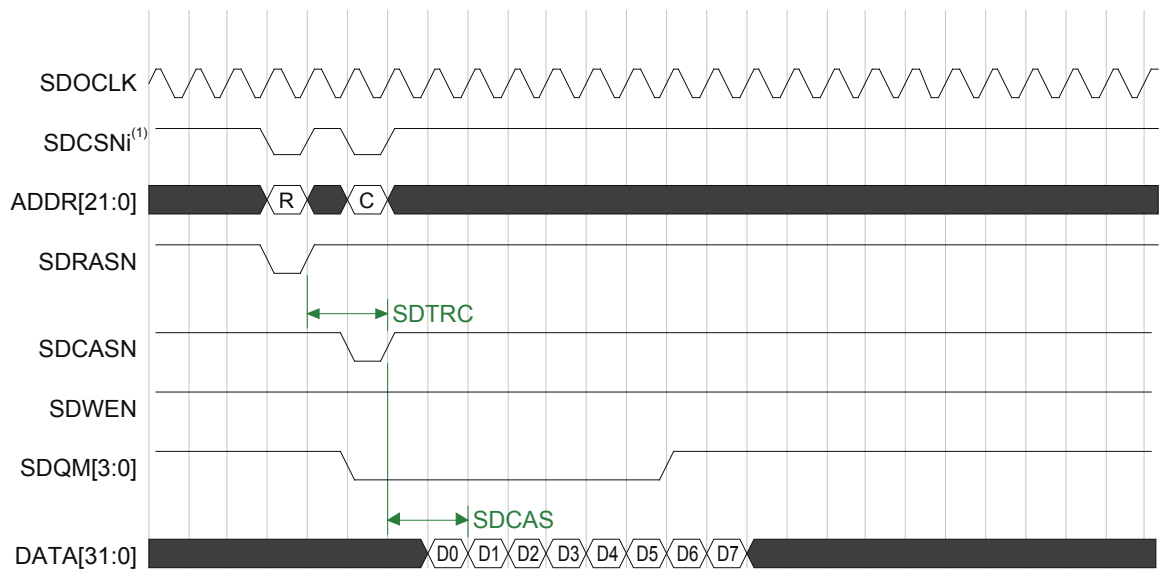 SDOCLK
SDCSNi(1)
ADDR[21:0] R C
SDRASN
SDTRC
SDCASN
SDWEN
SDQM[3:0]
SDCAS
DATA[31:0] D0 D1 D2 D3 D4 D5 D6 D7